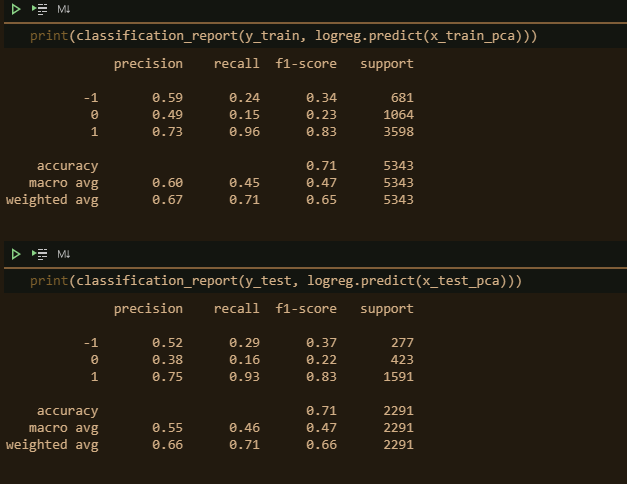 M↓
print(classification_report(y_train, logreg.predict(x_train_pca)))
precision recall f1-score support
-1 0.59 0.24 0.34 681
0 0.49 0.15 0.23 1064
1 0.73 0.96 0.83 3598
accuracy 0.71 5343
macro avg 0.60 0.45 0.47 5343
weighted avg 0.67 0.71 0.65 5343
M↓
print(classification_report(y_test, logreg.predict(x_test_pca)))
precision recall f1-score support
-1 0.52 0.29 0.37 277
0 0.38 0.16 0.22 423
1 0.75 0.93 0.83 1591
accuracy 0.71 2291
macro avg 0.55 0.46 0.47 2291
weighted avg 0.66 0.71 0.66 2291